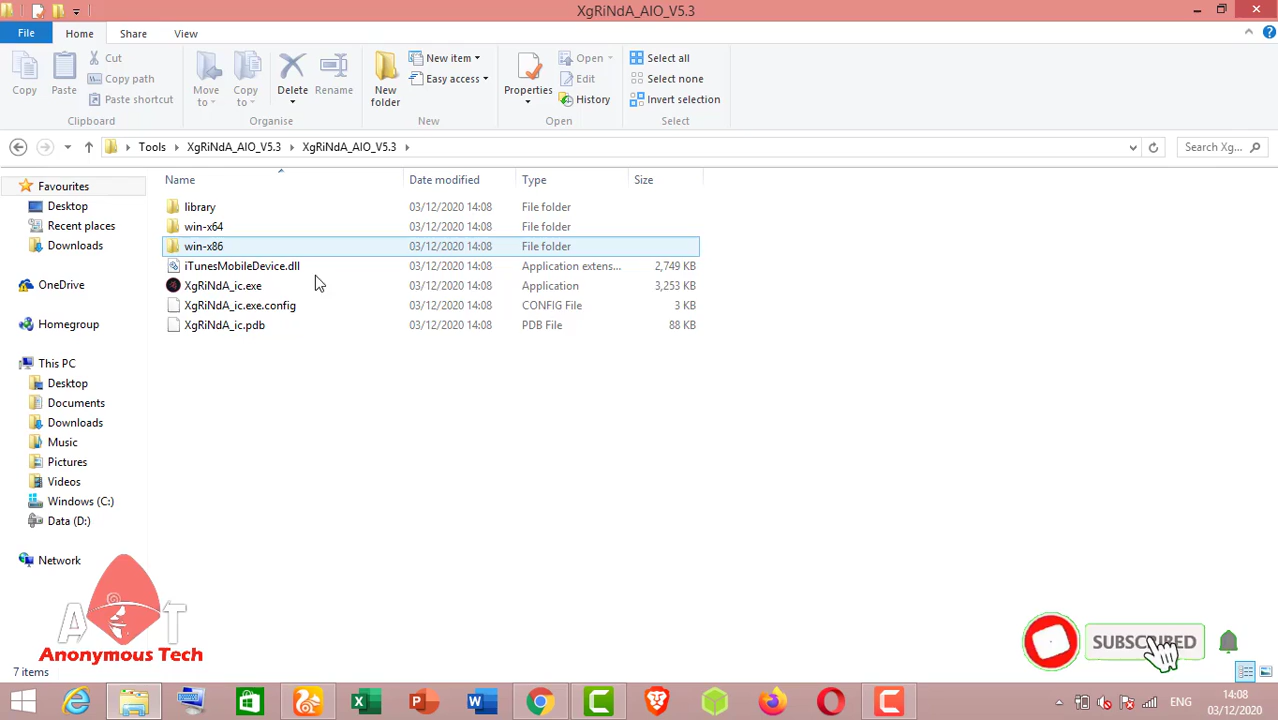 XgRiNdA_AIO_V5.3
File Home Share View
Copy Paste Cut Copy path Paste shortcut
Move to Copy to Delete Rename New folder
New item Easy access
Properties Open Edit History
Select all Select none Invert selection
Clipboard Organise New Open Select
Tools XgRiNdA_AIO_V5.3 XgRiNdA_AIO_V5.3 Search Xg...
Name Date modified Type Size
library 03/12/2020 14:08 File folder
win-x64 03/12/2020 14:08 File folder
win-x86 03/12/2020 14:08 File folder
iTunesMobileDevice.dll 03/12/2020 14:08 Application extens... 2,749 KB
XgRiNdA_ic.exe 03/12/2020 14:08 Application 3,253 KB
XgRiNdA_ic.exe.config 03/12/2020 14:08 CONFIG File 3 KB
XgRiNdA_ic.pdb 03/12/2020 14:08 PDB File 88 KB
Favourites
Desktop
Recent places
Downloads
OneDrive
Homegroup
This PC
Desktop
Documents
Downloads
Music
Pictures
Videos
Windows (C:)
Data (D:)
Network
A T
Anonymous Tech
SUBSCRIBED
7 items
ENG
14:08
03/12/2020